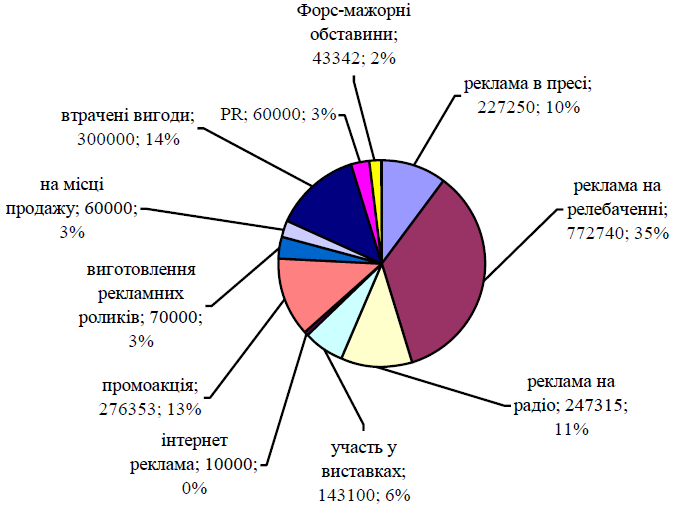 Форс-мажорні
обставини;
43342; 2%
реклама в пресі;
227250; 10%
реклама на
релебаченні;
772740; 35%
реклама на
радіо; 247315;
11%
участь у
виставках;
143100; 6%
інтернет
реклама; 10000;
0%
промоакція;
276353; 13%
виготовлення
рекламних
роликів; 70000;
3%
на місці
продажу; 60000;
3%
втрачені вигоди;
300000; 14%
PR; 60000; 3%